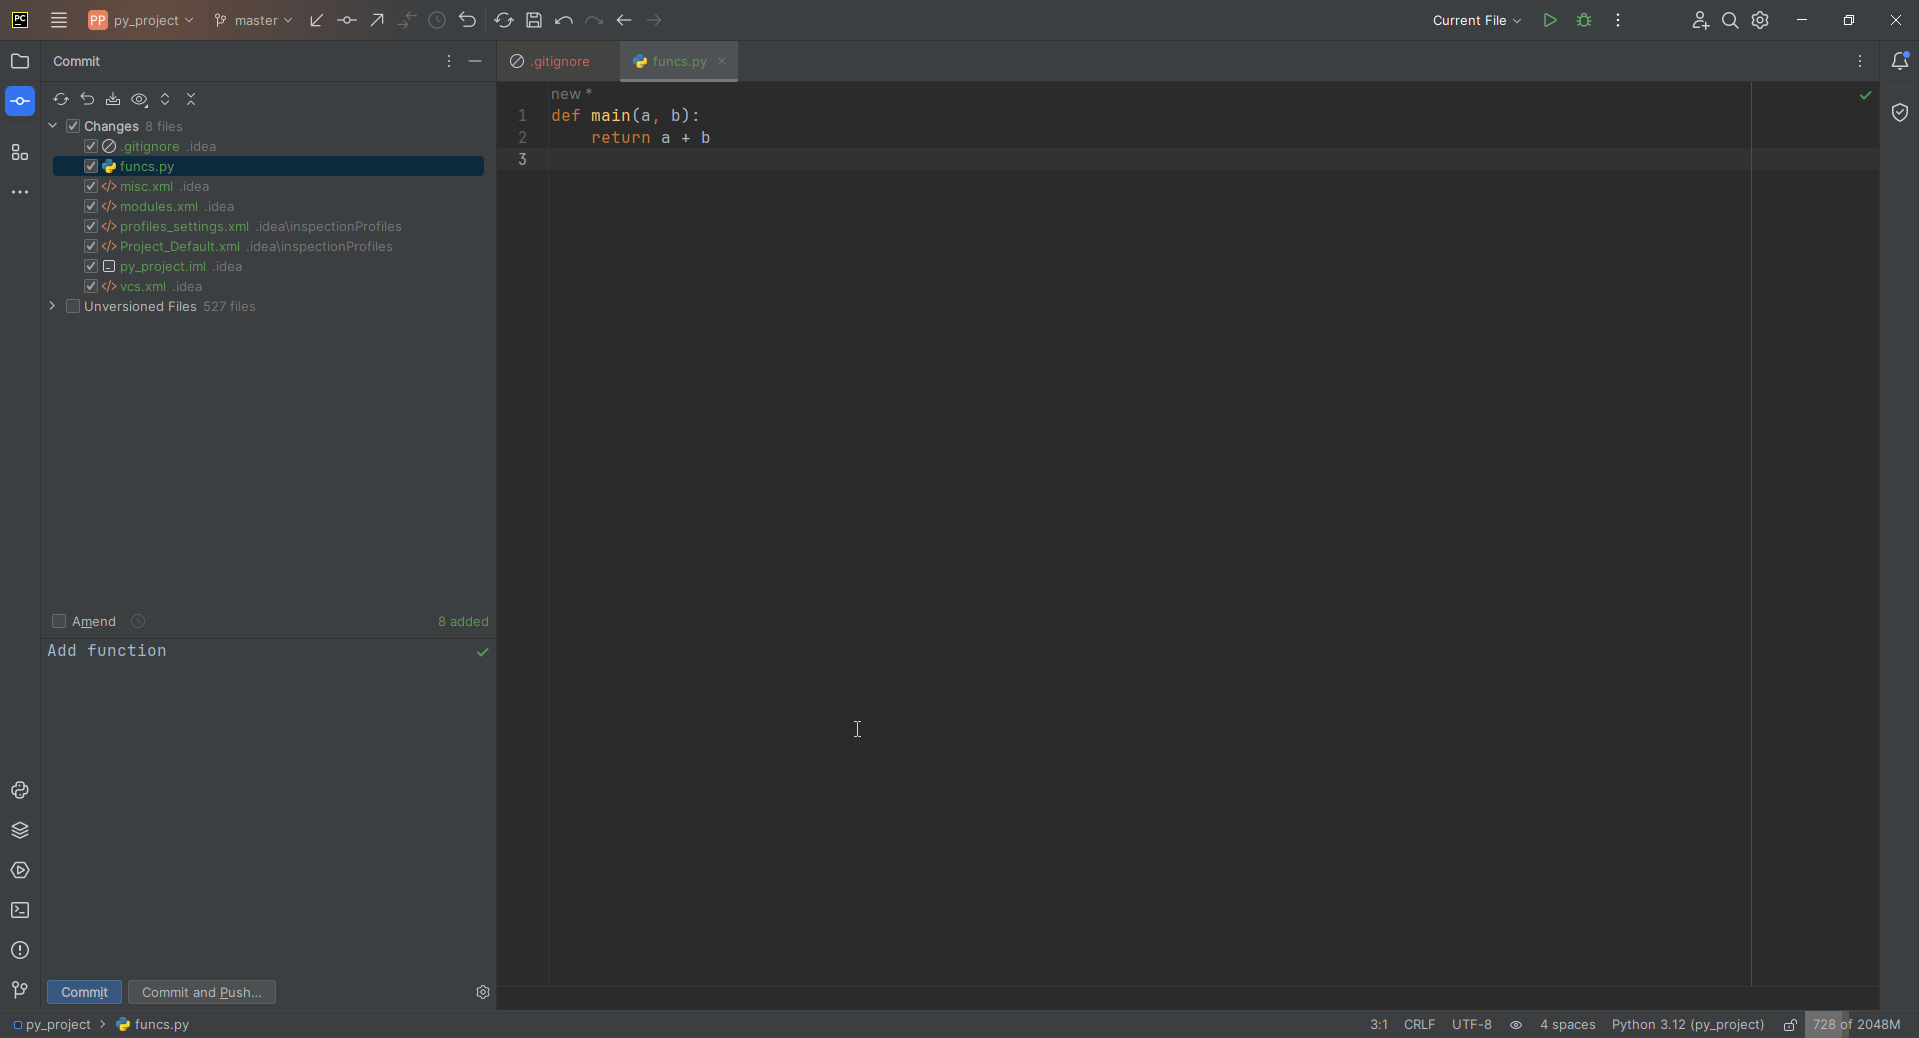 PC
PP py_project
master
Current File
Commit
.gitignore
funcs.py
new *
1 def main(a, b):
2 return a + b
3
Changes 8 files
.gitignore .idea
funcs.py
misc.xml .idea
modules.xml .idea
profiles_settings.xml .idea\inspectionProfiles
Project_Default.xml .idea\inspectionProfiles
py_project.iml .idea
vcs.xml .idea
Unversioned Files 527 files
Amend
8 added
Add function
Commit
Commit and Push...
py_project
funcs.py
3:1
CRLF
UTF-8
4 spaces
Python 3.12 (py_project)
728 of 2048M